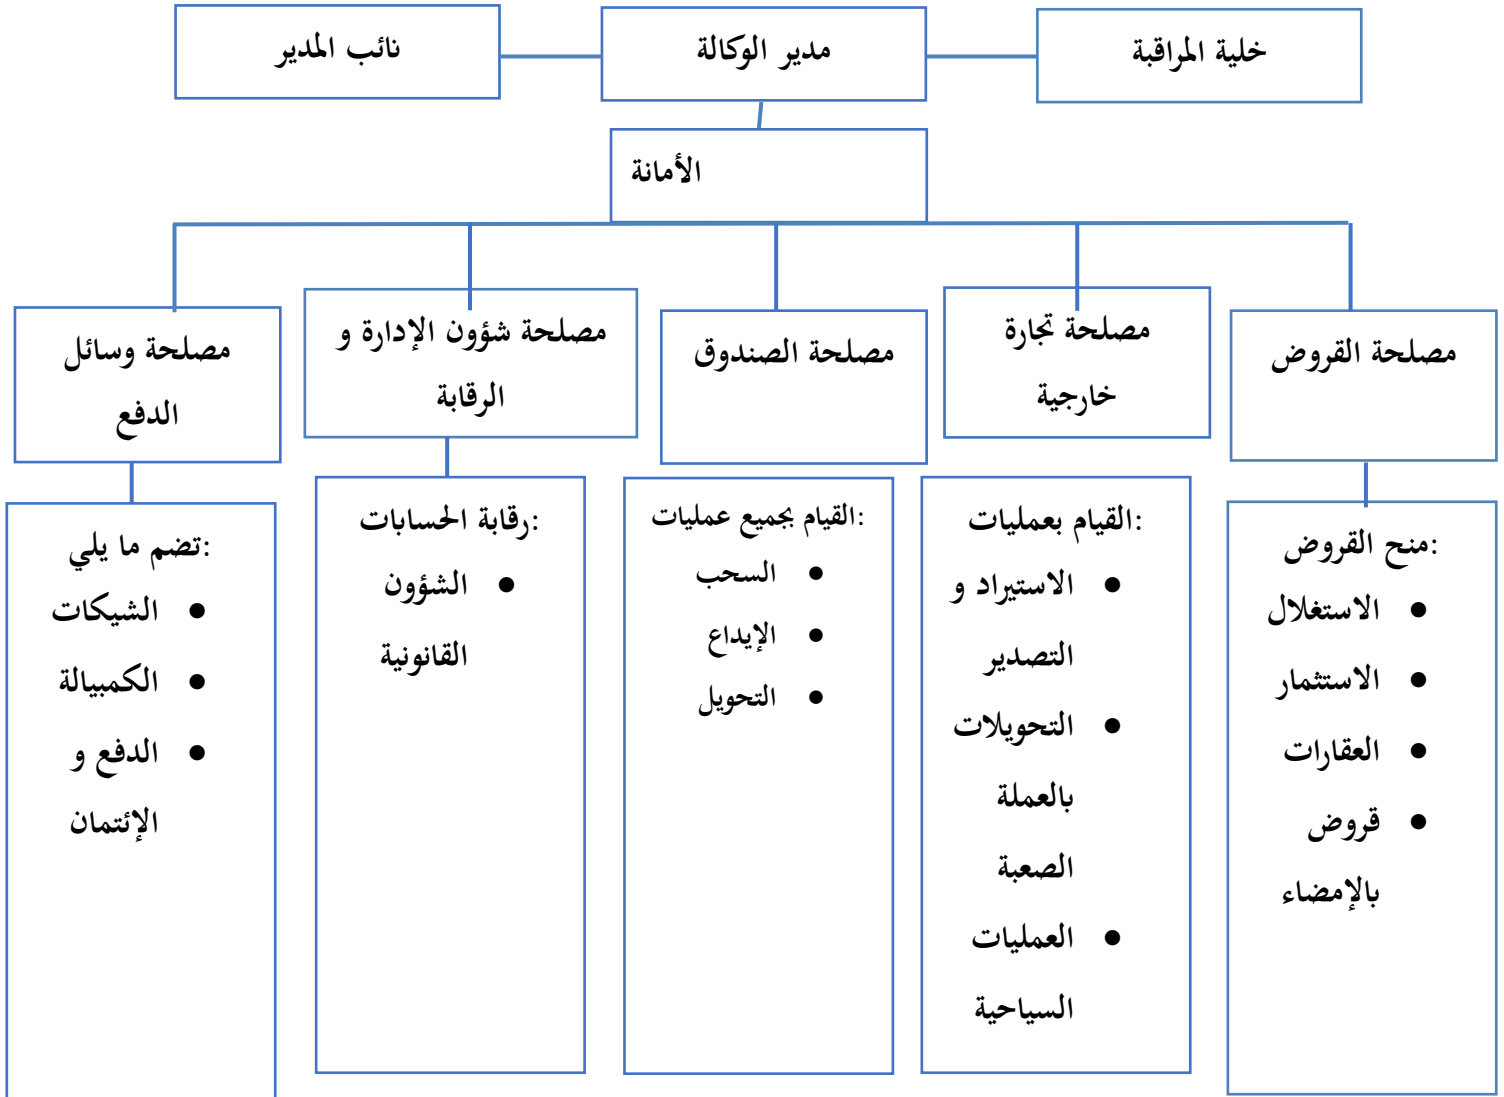 خلية المراقبة
مدير الوكالة
نائب المدير
الأمانة
مصلحة القروض
مصلحة تجارة
خارجية
مصلحة الصندوق
مصلحة شؤون الإدارة و
الرقابة
مصلحة وسائل
الدفع
منح القروض:
• الاستغلال
• الاستثمار
• العقارات
• قروض
بالإمضاء
القيام بعمليات:
• الاستيراد و
التصدير
• التحويلات
بالعملة
الصعبة
• العمليات
السياحية
القيام بجميع عمليات:
• السحب
• الإيداع
• التحويل
رقابة الحسابات:
• الشؤون
القانونية
تضم ما يلي:
• الشيكات
• الكمبيالة
• الدفع و
الإئتمان